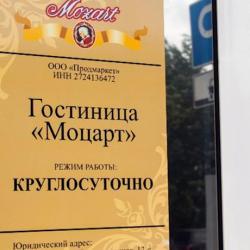 Mozart
ООО «Продмаркет»
ИНН 2724136472
Гостиница
«Моцарт»
РЕЖИМ РАБОТЫ:
КРУГЛОСУТОЧНО
Юридический адрес: